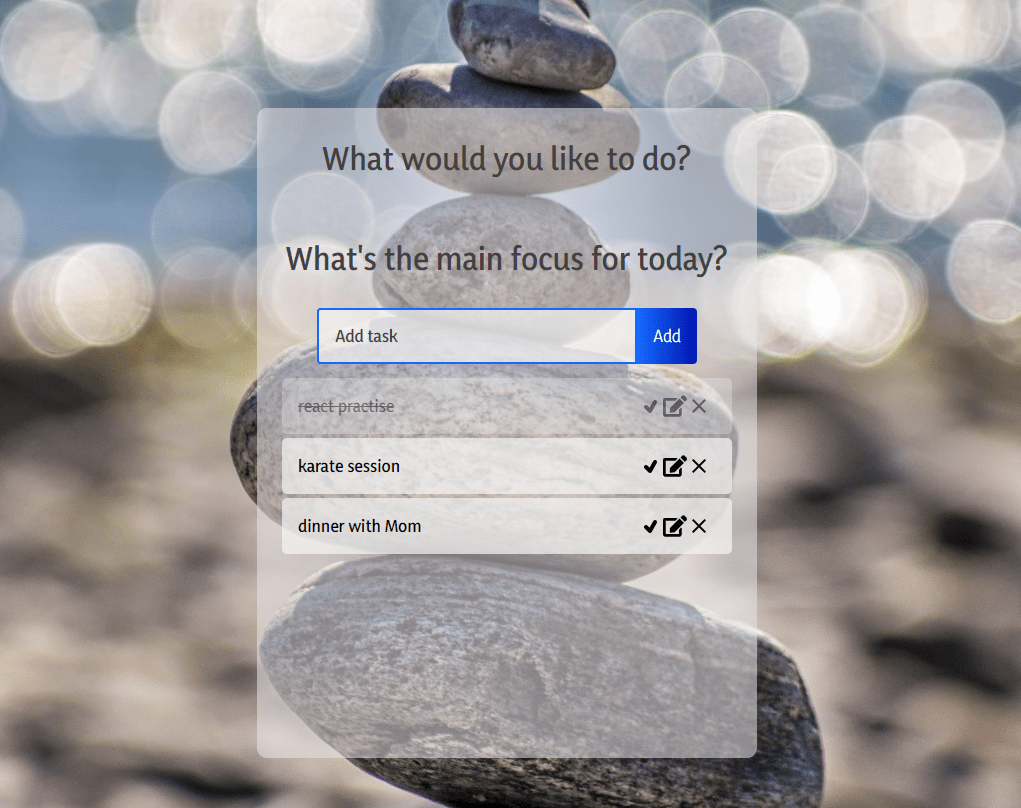 What would you like to do?
What's the main focus for today?
Add task Add
react practise
karate session
dinner with Mom